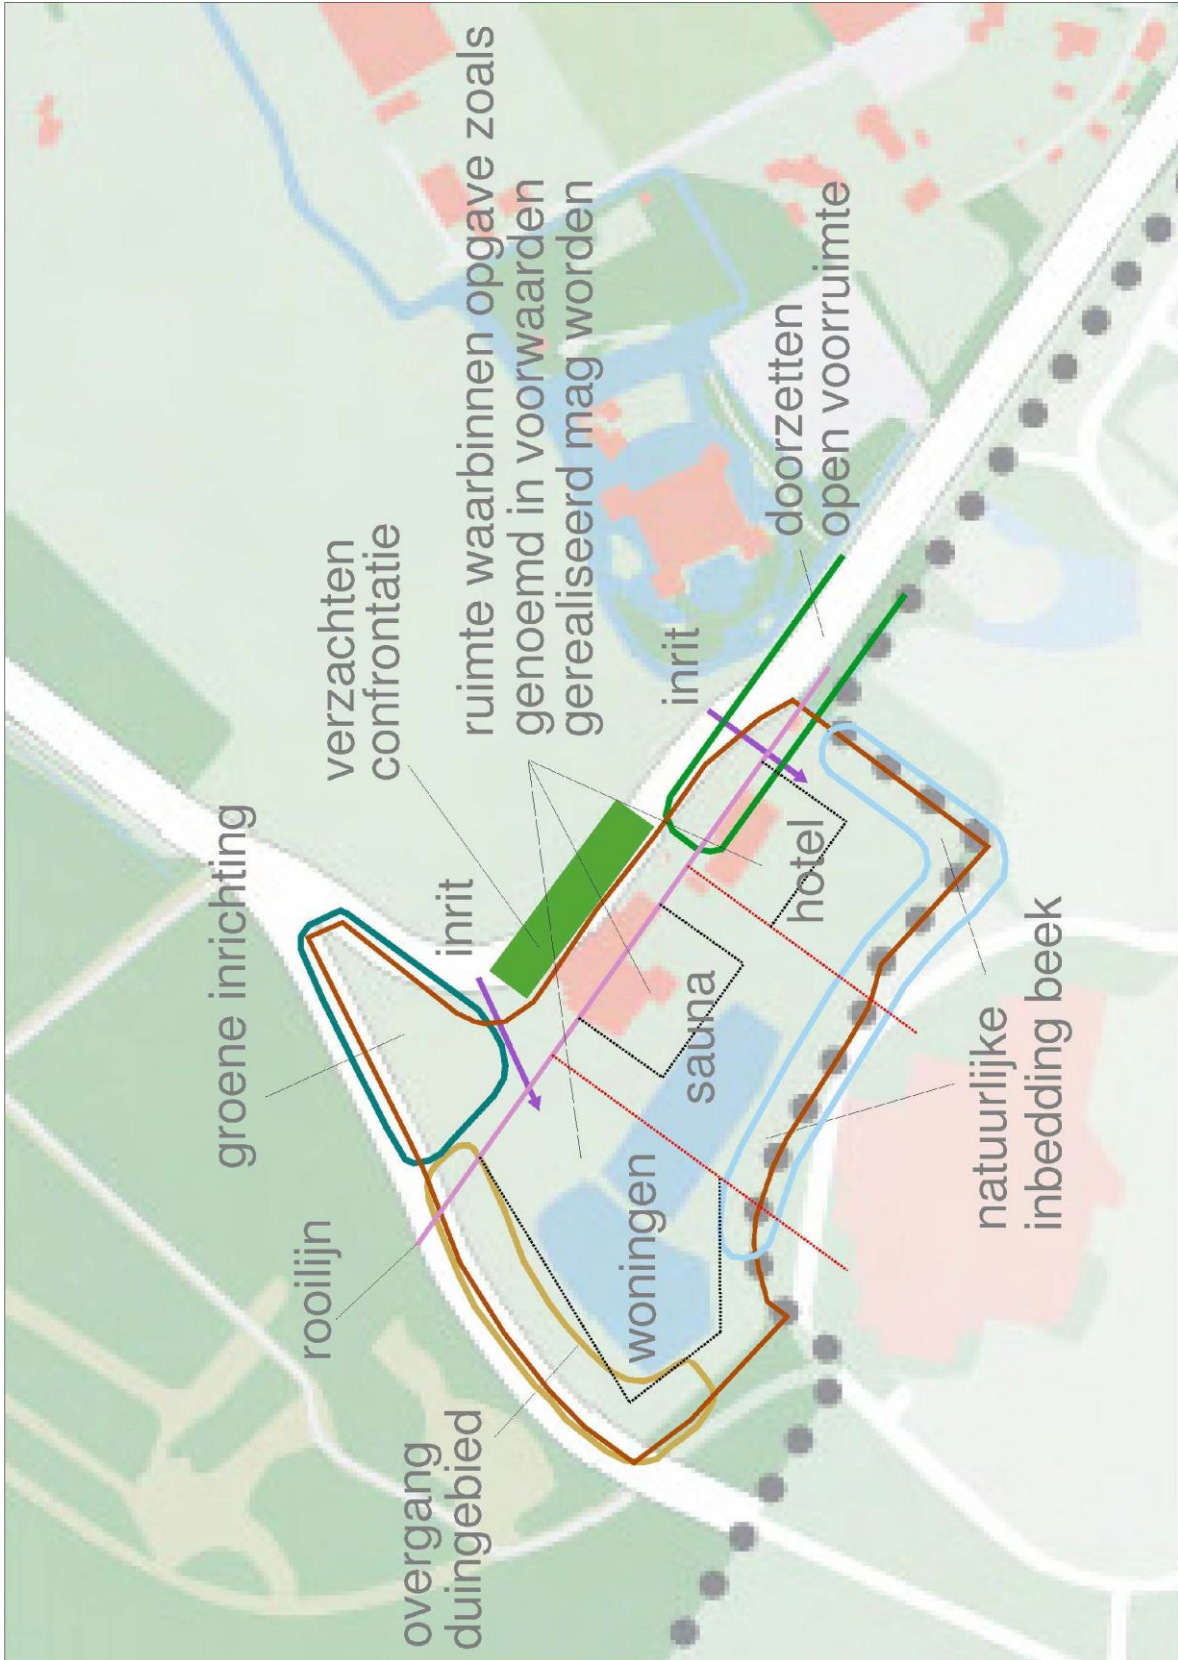 overgang
duingebied
rooilijn
groene inrichting
inrit
verzachten
confrontatie
ruimte waarbinnen opgave zoals
genoemd in voorwaarden
gerealiseerd mag worden
inrit
doorzetten
open voorruimte
woningen
sauna
hotel
natuurlijke
inbedding beek